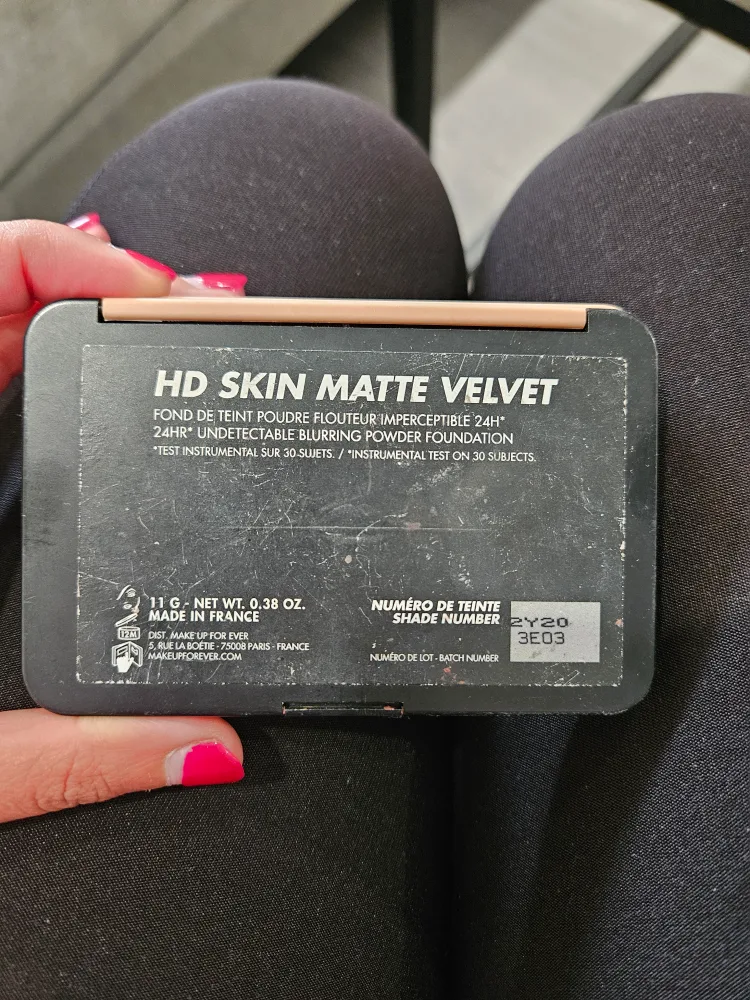 HD SKIN MATTE VELVET
FOND DE TEINT POUDRE FLOUTEUR IMPERCEPTIBLE 24H*
24HR* UNDETECTABLE BLURRING POWDER FOUNDATION
*TEST INSTRUMENTAL SUR 30 SUJETS. / *INSTRUMENTAL TEST ON 30 SUBJECTS.
11 G - NET WT. 0.38 OZ.
MADE IN FRANCE
12M
DIST. MAKE UP FOR EVER
5, RUE LA BOÉTIE - 75008 PARIS - FRANCE
MAKEUPFOREVER.COM
NUMÉRO DE TEINTE
SHADE NUMBER
2Y20
3E03
NUMÉRO DE LOT - BATCH NUMBER